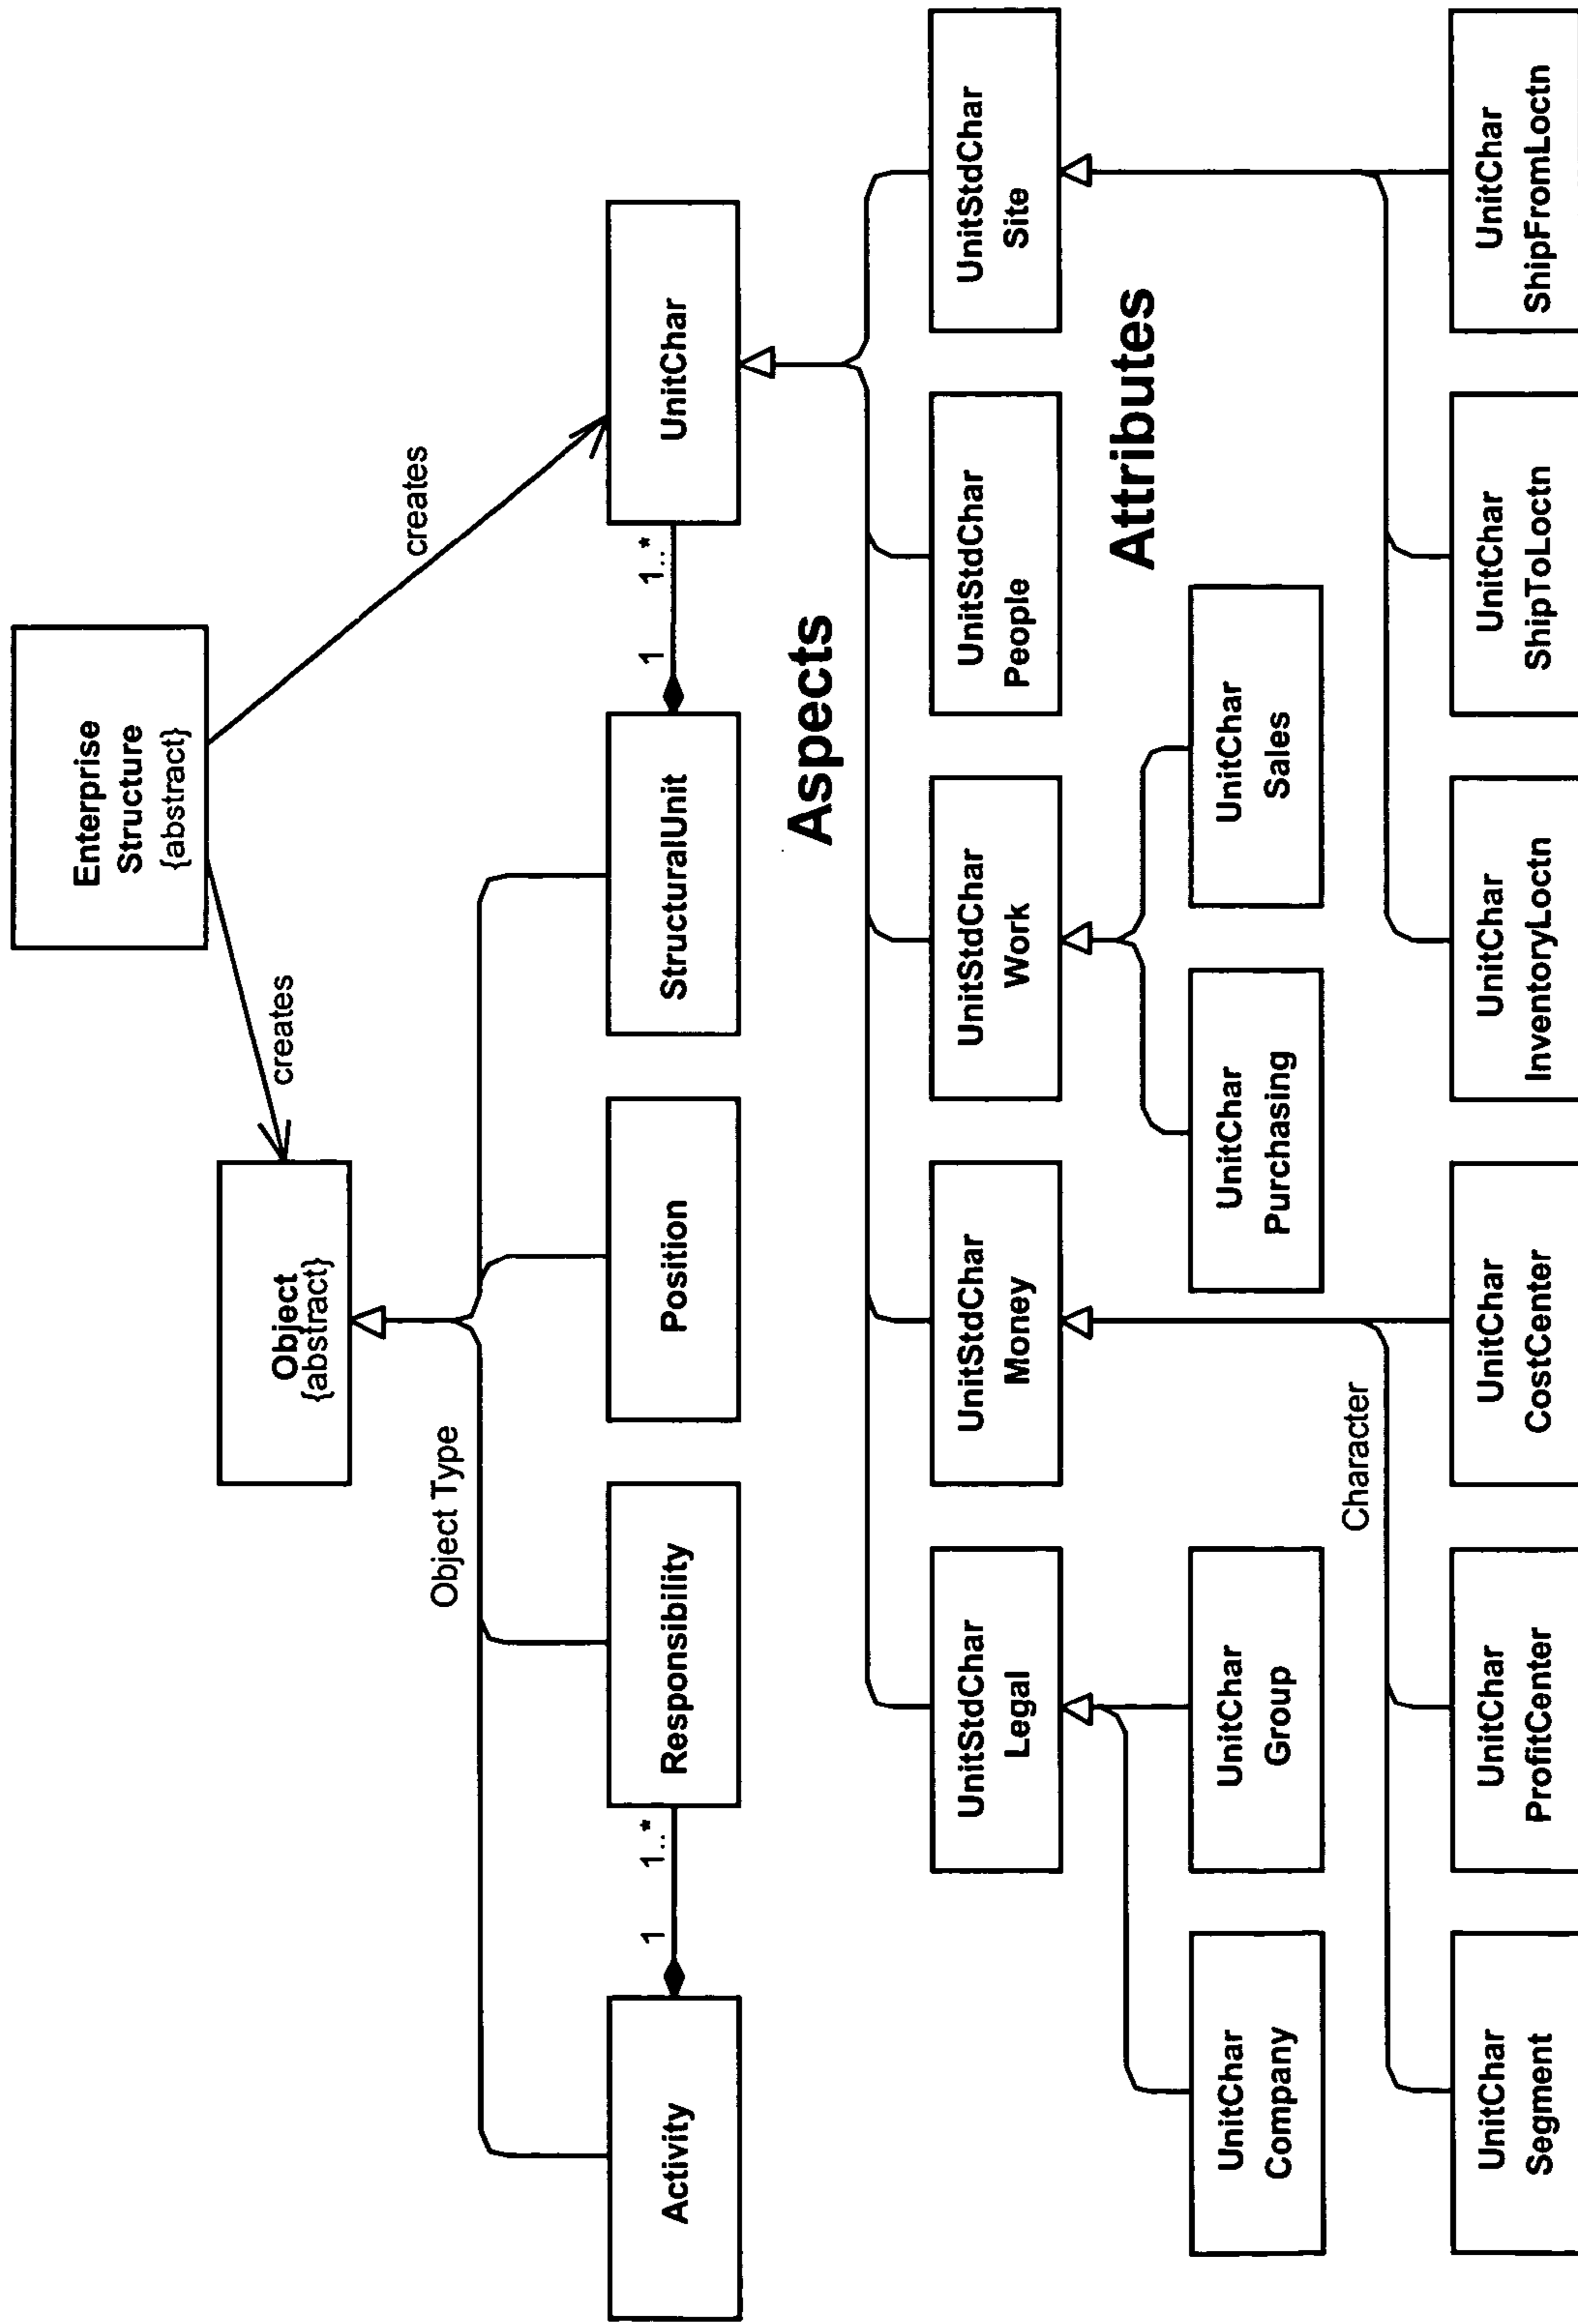 Enterprise
Structure
{abstract}
creates
creates
Object
{abstract}
Object Type
Activity
1
1..*
Responsibility
Position
StructuralUnit
1
1..*
UnitChar
Aspects
UnitStdChar
Legal
UnitStdChar
Money
UnitStdChar
Work
UnitStdChar
People
UnitStdChar
Site
Attributes
UnitChar
Company
UnitChar
Group
UnitChar
Purchasing
UnitChar
Sales
Character
UnitChar
Segment
UnitChar
ProfitCenter
UnitChar
CostCenter
UnitChar
InventoryLoctn
UnitChar
ShipToLoctn
UnitChar
ShipFromLoctn